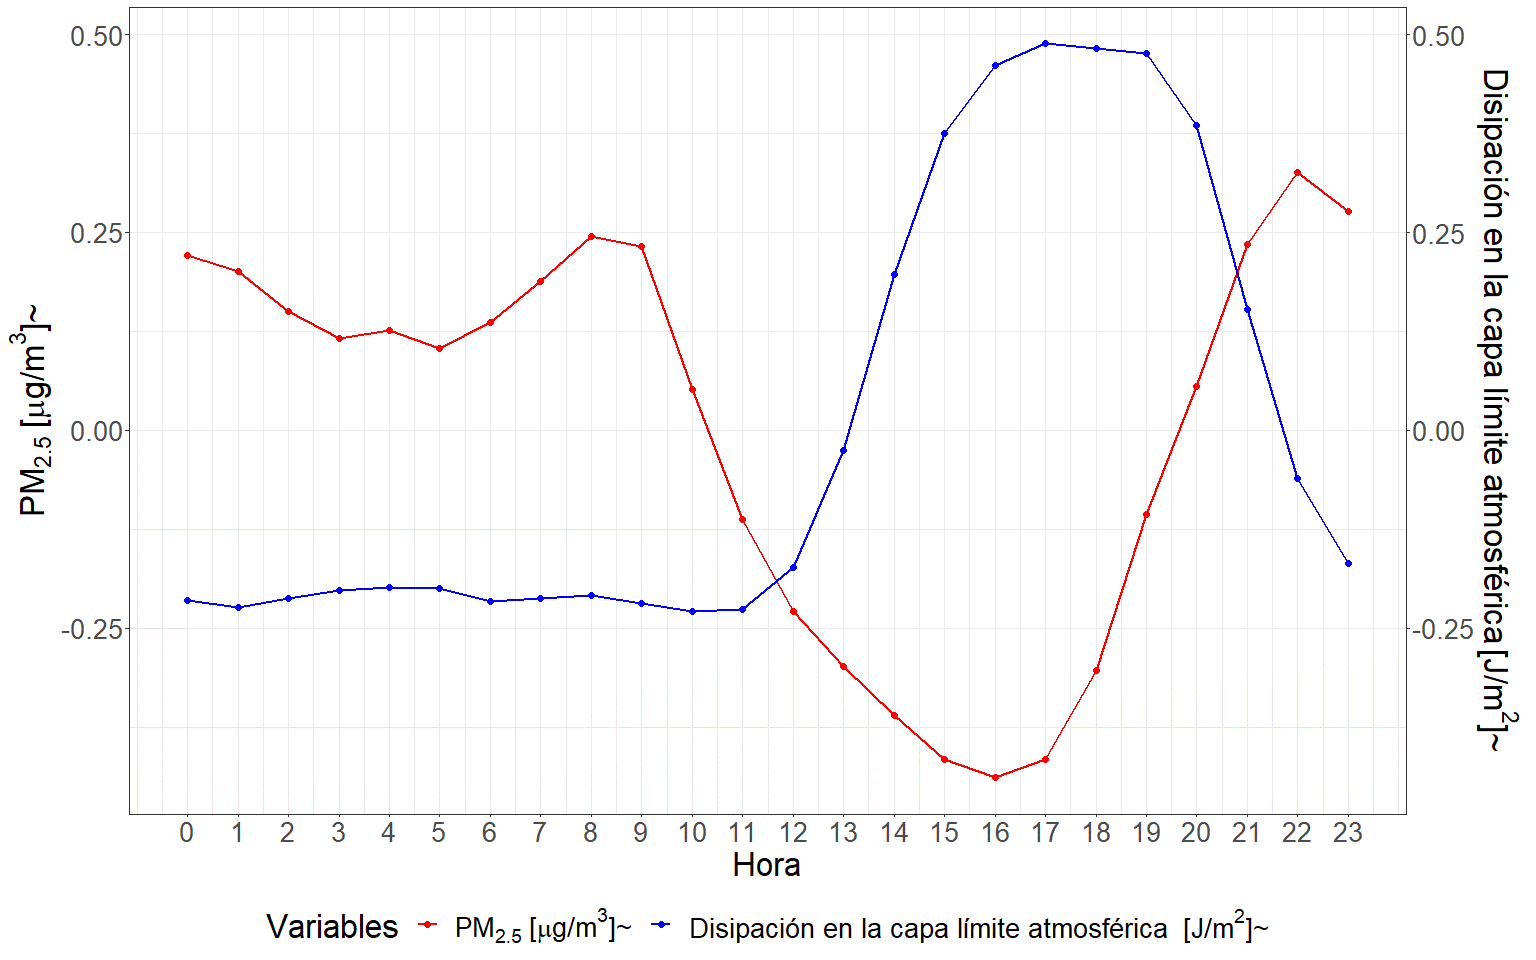 0.50
0.25
0.00
-0.25
PM2.5 [μg/m3]~
0.50
0.25
0.00
-0.25
Disipación en la capa límite atmosférica [J/m2]~
0 1 2 3 4 5 6 7 8 9 10 11 12 13 14 15 16 17 18 19 20 21 22 23
Hora
Variables PM2.5 [μg/m3]~ Disipación en la capa límite atmosférica [J/m2]~